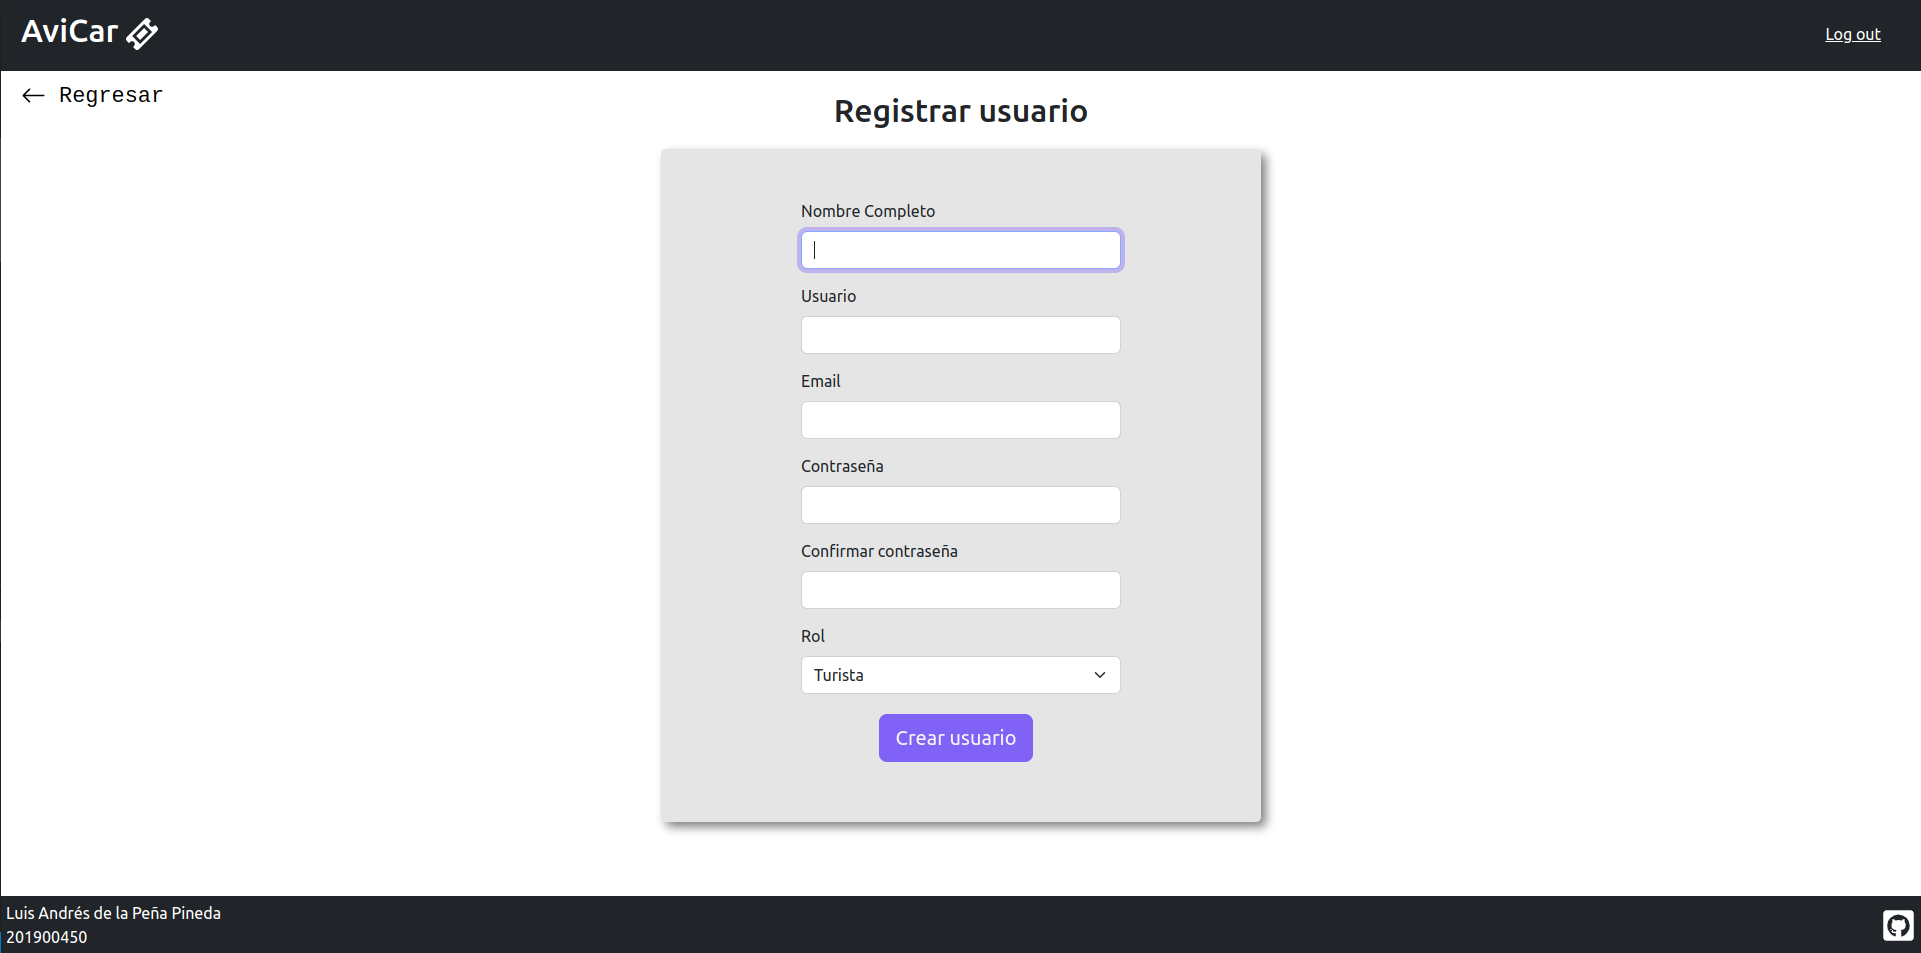 AviCar
Log out
Regresar
Registrar usuario
Nombre Completo
Usuario
Email
Contraseña
Confirmar contraseña
Rol
Turista
Crear usuario
Luis Andrés de la Peña Pineda
201900450